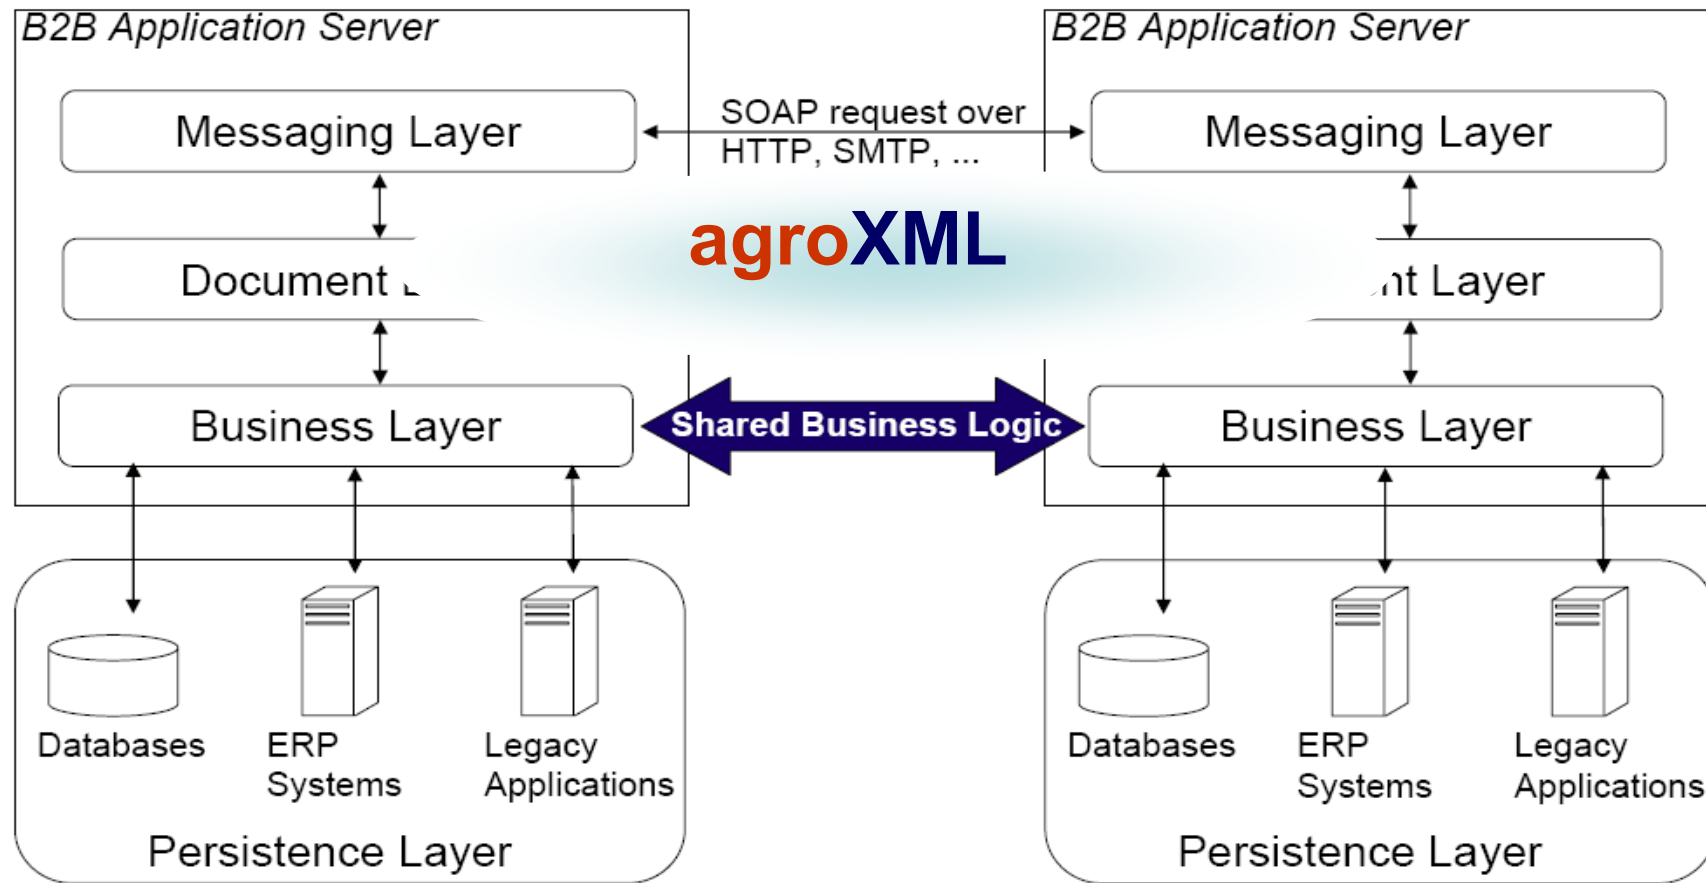 B2B Application Server
Messaging Layer
Document
Business Layer
Databases
ERP
Systems
Legacy
Applications
Persistence Layer
SOAP request over
HTTP, SMTP, ...
agroXML
Shared Business Logic
B2B Application Server
Messaging Layer
Layer
Business Layer
Databases
ERP
Systems
Legacy
Applications
Persistence Layer